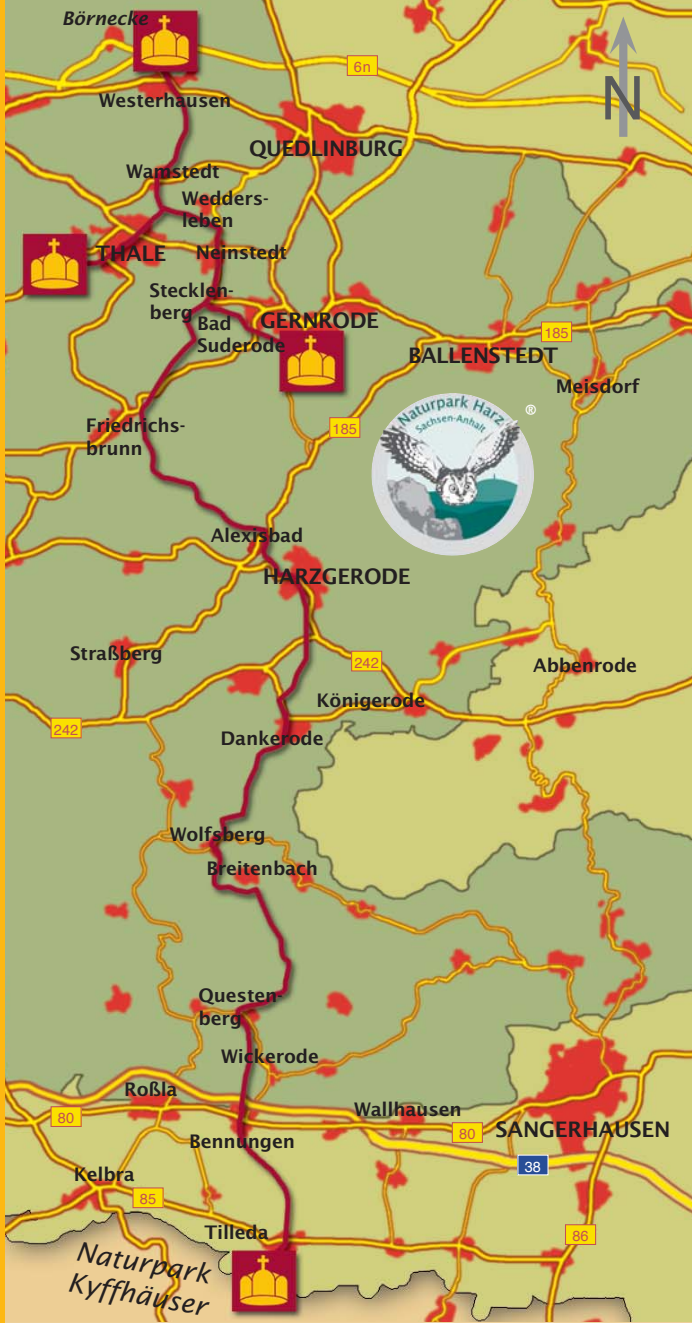 Börnecke
6n
N
Westerhausen
QUEDLINBURG
Wamstedt
Wedders-
leben
THALE
Neinstedt
Stecklen-
berg
GERNRODE
Bad
Suderode
185
BALLENSTEDT
Meisdorf
Naturpark Harz
®
Sachsen-Anhalt
Friedrichs-
brunn
185
Alexisbad
HARZGERODE
Straßberg
242
Abbenrode
Königerode
242
Dankerode
Wolfsberg
Breitenbach
Questen-
berg
Wickerode
Roßla
80
Wallhausen
80
SANGERHAUSEN
Bennungen
38
Kelbra
85
Tilleda
86
Naturpark
Kyffhäuser